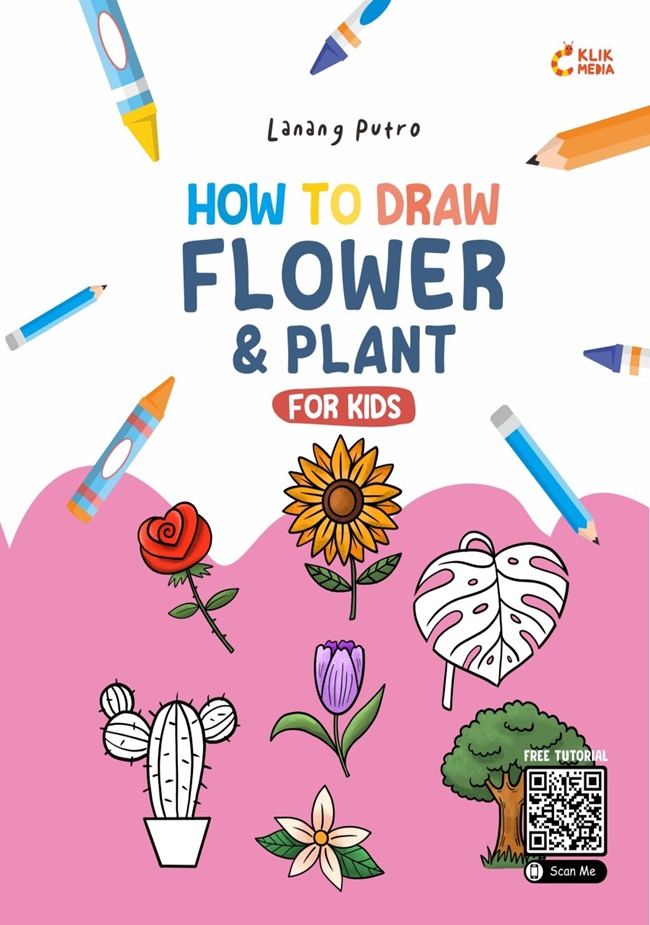 KLIK
MEDIA
Lanang Putro
HOW TO DRAW
FLOWER
& PLANT
FOR KIDS
FREE TUTORIAL
Scan Me